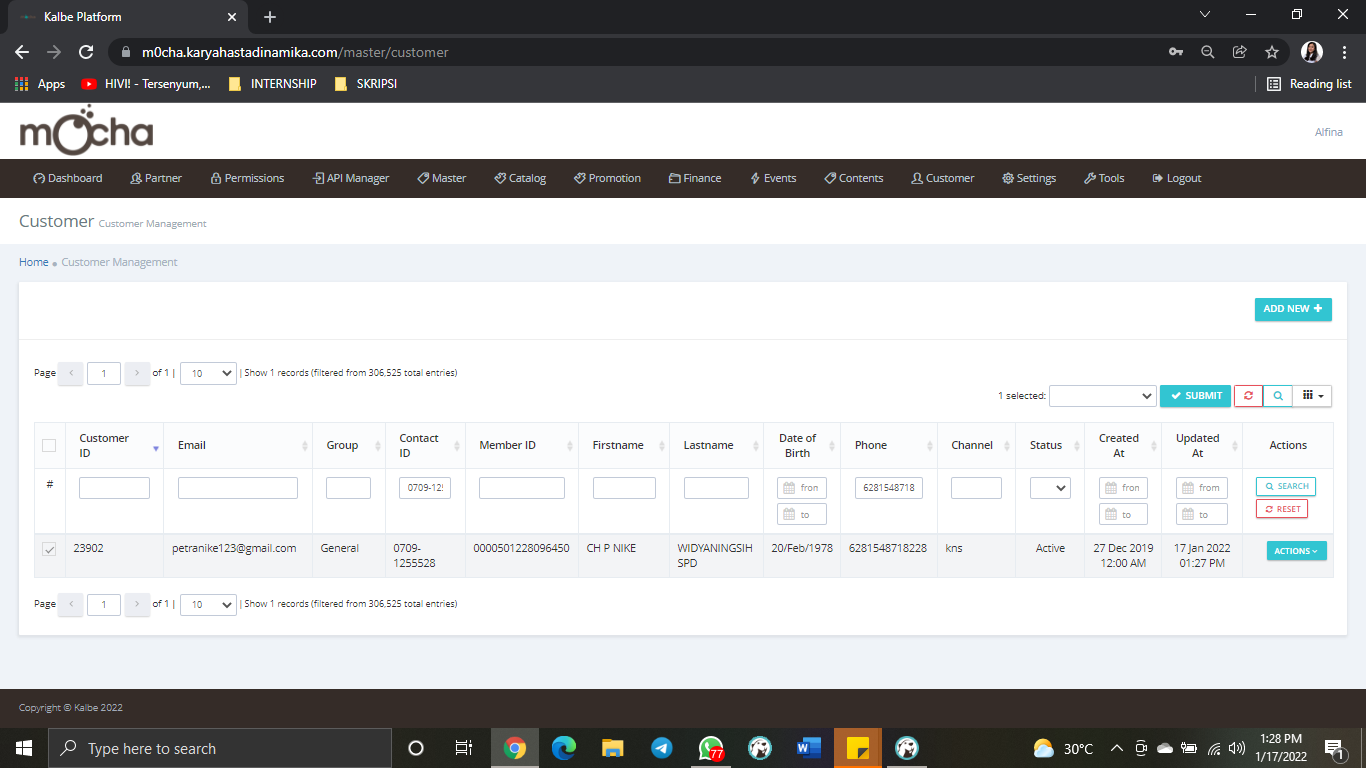 Kalbe Platform
m0cha.karyahastadinamika.com/master/customer
Apps HIVI! - Tersenyum,... INTERNSHIP SKRIPSI Reading list
m0cha
Alfina
Dashboard Partner Permissions API Manager Master Catalog Promotion Finance Events Contents Customer Settings Tools Logout
Customer Customer Management
Home Customer Management
ADD NEW +
Page < 1 > of 1 | 10 | Show 1 records (filtered from 306,525 total entries)
1 selected: SUBMIT
Customer ID Email Group Contact ID Member ID Firstname Lastname Date of Birth Phone Channel Status Created At Updated At Actions
# 0709-12 from 6281548718 from from SEARCH
to to to RESET
23902 petranike123@gmail.com General 0709-1255528 0000501228096450 CH P NIKE WIDYANINGSIH SPD 20/Feb/1978 6281548718228 kns Active 27 Dec 2019 12:00 AM 17 Jan 2022 01:27 PM ACTIONS
Page < 1 > of 1 | 10 | Show 1 records (filtered from 306,525 total entries)
Copyright © Kalbe 2022
Type here to search
77
30°C
1:28 PM
1/17/2022
1